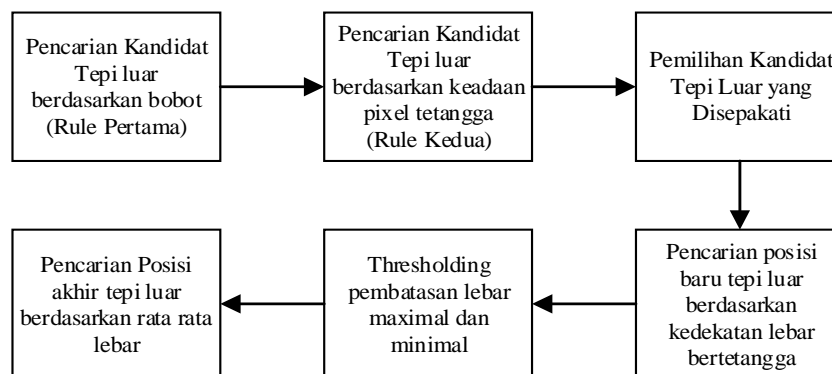 Pencarian Kandidat
Tepi luar
berdasarkan bobot
(Rule Pertama)
Pencarian Kandidat
Tepi luar
berdasarkan keadaan
pixel tetangga
(Rule Kedua)
Pemilihan Kandidat
Tepi Luar yang
Disepakati
Pencarian posisi
baru tepi luar
berdasarkan
kedekatan lebar
bertetangga
Thresholding
pembatasan lebar
maximal dan
minimal
Pencarian Posisi
akhir tepi luar
berdasarkan rata rata
lebar